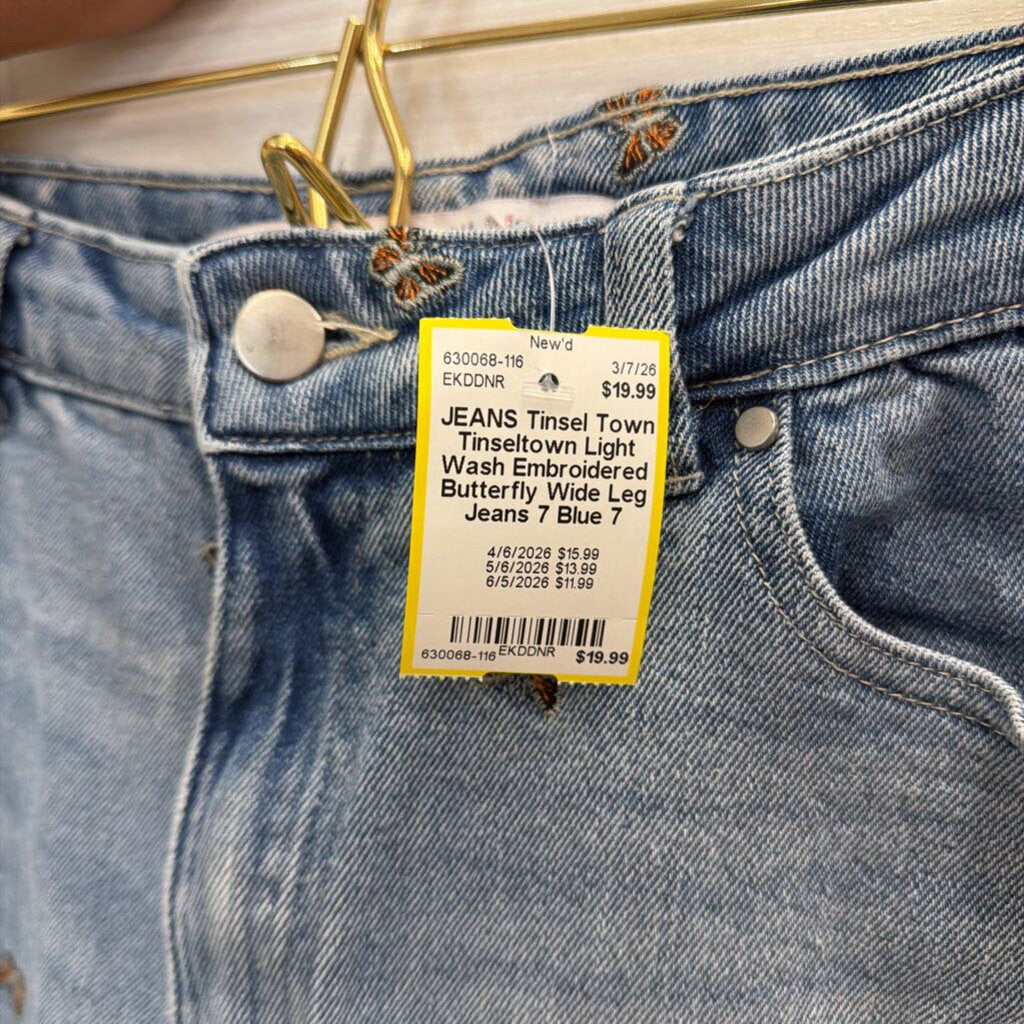 New'd
630068-116 3/7/26
EKDDNR $19.99
JEANS Tinsel Town
Tinseltown Light
Wash Embroidered
Butterfly Wide Leg
Jeans 7 Blue 7
4/6/2026 $15.99
5/6/2026 $13.99
6/5/2026 $11.99
630068-116 EKDDNR $19.99